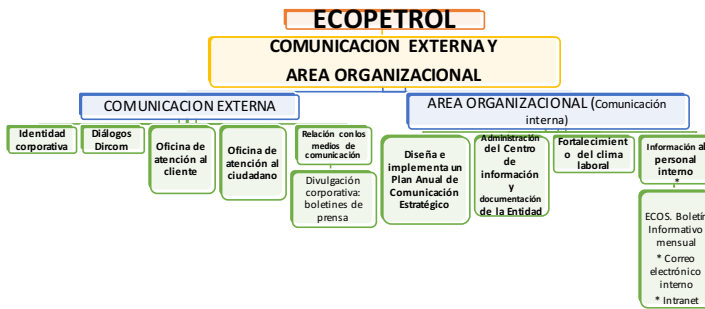 ECOPETROL
COMUNICACION EXTERNA Y
AREA ORGANIZACIONAL
COMUNICACION EXTERNA
Identidad
corporativa
Diálogos
Dircom
Oficina de
atención al
cliente
Oficina de
atención al
ciudadano
Relación con los
medios de
comunicación
Divulgación
corporativa:
boletines de
prensa
AREA ORGANIZACIONAL (Comunicación
interna)
Diseña e
implementa un
Plan Anual de
Comunicación
Estratégico
Administración
del Centro
de
información
y
documentación
de la Entidad
Fortalecimient
o del clima
laboral
Información al
personal
interno
*
ECOS. Boletín
Informativo
mensual
* Correo
electrónico
interno
* Intranet